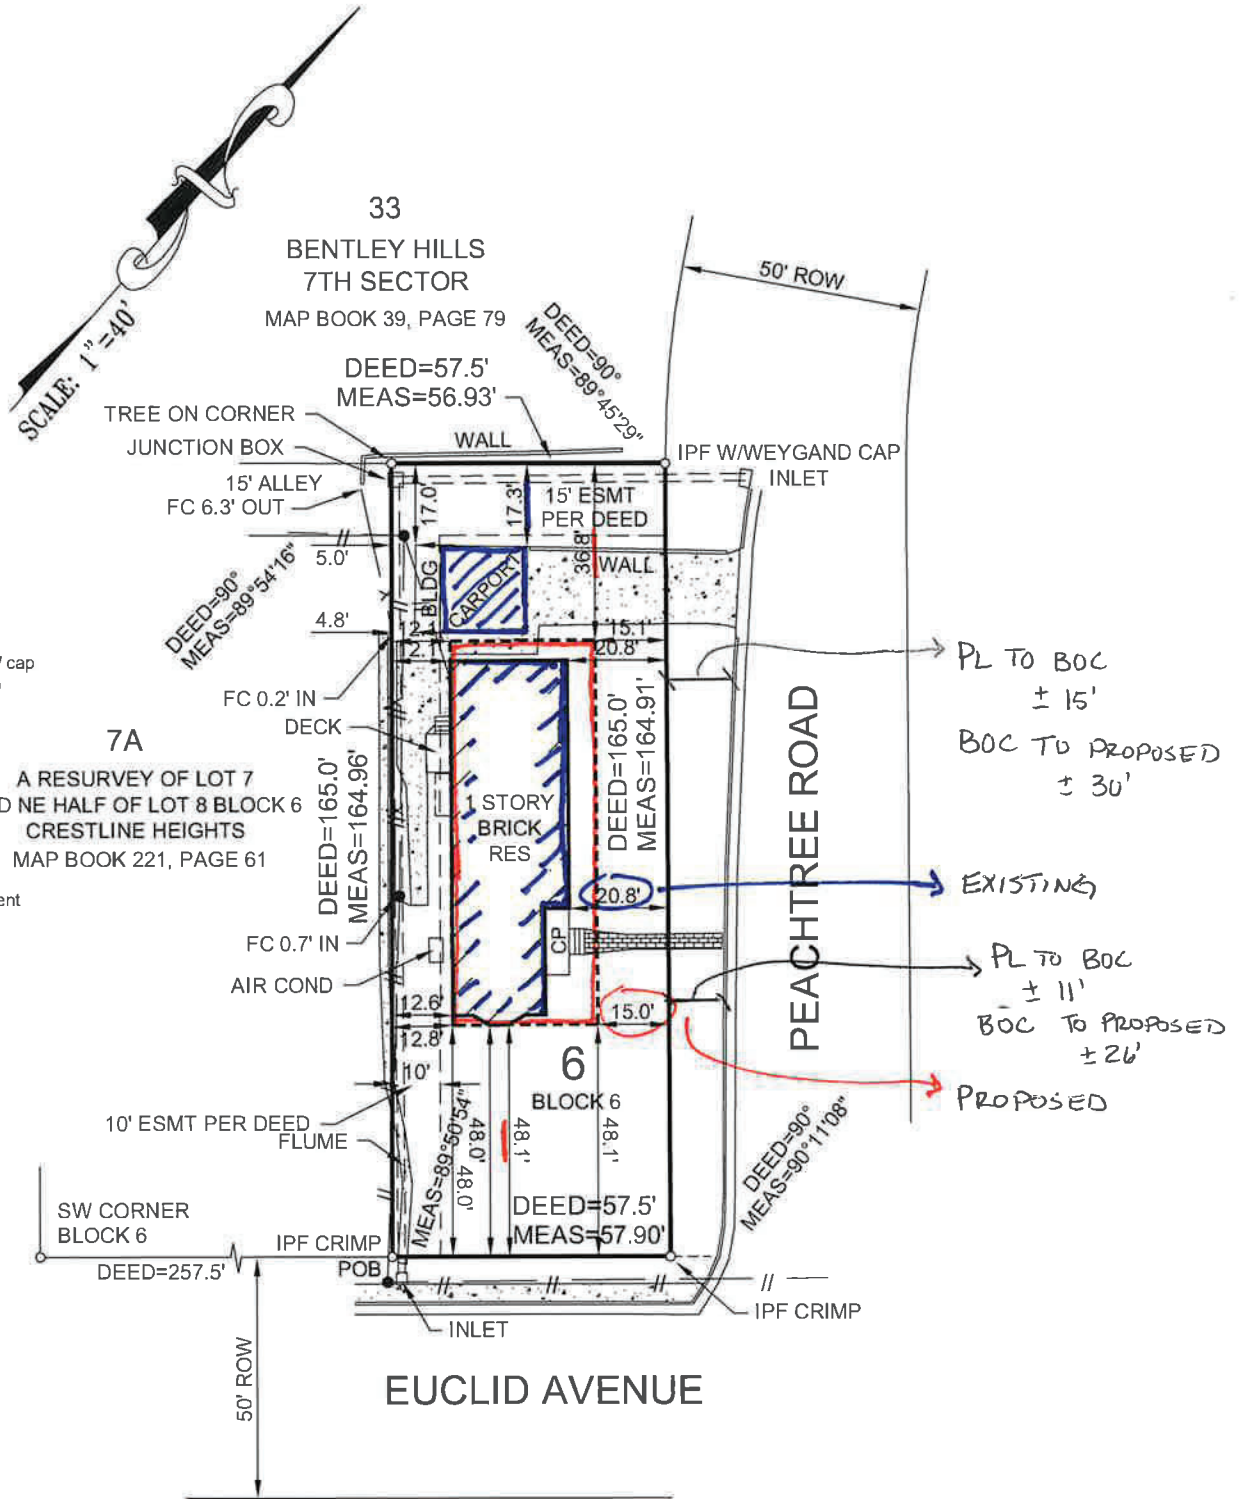 SCALE: 1"=40'
33
BENTLEY HILLS
7TH SECTOR
MAP BOOK 39, PAGE 79
50' ROW
DEED=57.5'
MEAS=56.93'
DEED=90°
MEAS=89°45'29"
TREE ON CORNER
JUNCTION BOX
WALL
IPF W/WEYGAND CAP
INLET
15' ALLEY
FC 6.3' OUT
17.0'
17.3'
15' ESMT
PER DEED
36.8'
WALL
5.0'
BLDG
CARPORT
DEED=90°
MEAS=89°54'16"
4.8'
12.1'
15.1'
2.1'
20.8'
cap
FC 0.2' IN
DECK
PL TO BOC
± 15'
BOC TO PROPOSED
± 30'
7A
A RESURVEY OF LOT 7
D NE HALF OF LOT 8 BLOCK 6
CRESTLINE HEIGHTS
MAP BOOK 221, PAGE 61
DEED=165.0'
MEAS=164.96'
1 STORY
BRICK
RES
DEED=165.0'
MEAS=164.91'
PEACHTREE ROAD
20.8'
EXISTING
ent
FC 0.7' IN
CP
AIR COND
PL TO BOC
± 11'
BOC TO PROPOSED
± 26'
PROPOSED
12.6'
15.0'
12.8'
10'
6
BLOCK 6
10' ESMT PER DEED
FLUME
MEAS=89°50'54"
48.0'
48.0'
48.1'
48.1'
DEED=90°
MEAS=90°11'08"
DEED=57.5'
MEAS=57.90'
SW CORNER
BLOCK 6
IPF CRIMP
DEED=257.5'
POB
IPF CRIMP
INLET
50' ROW
EUCLID AVENUE